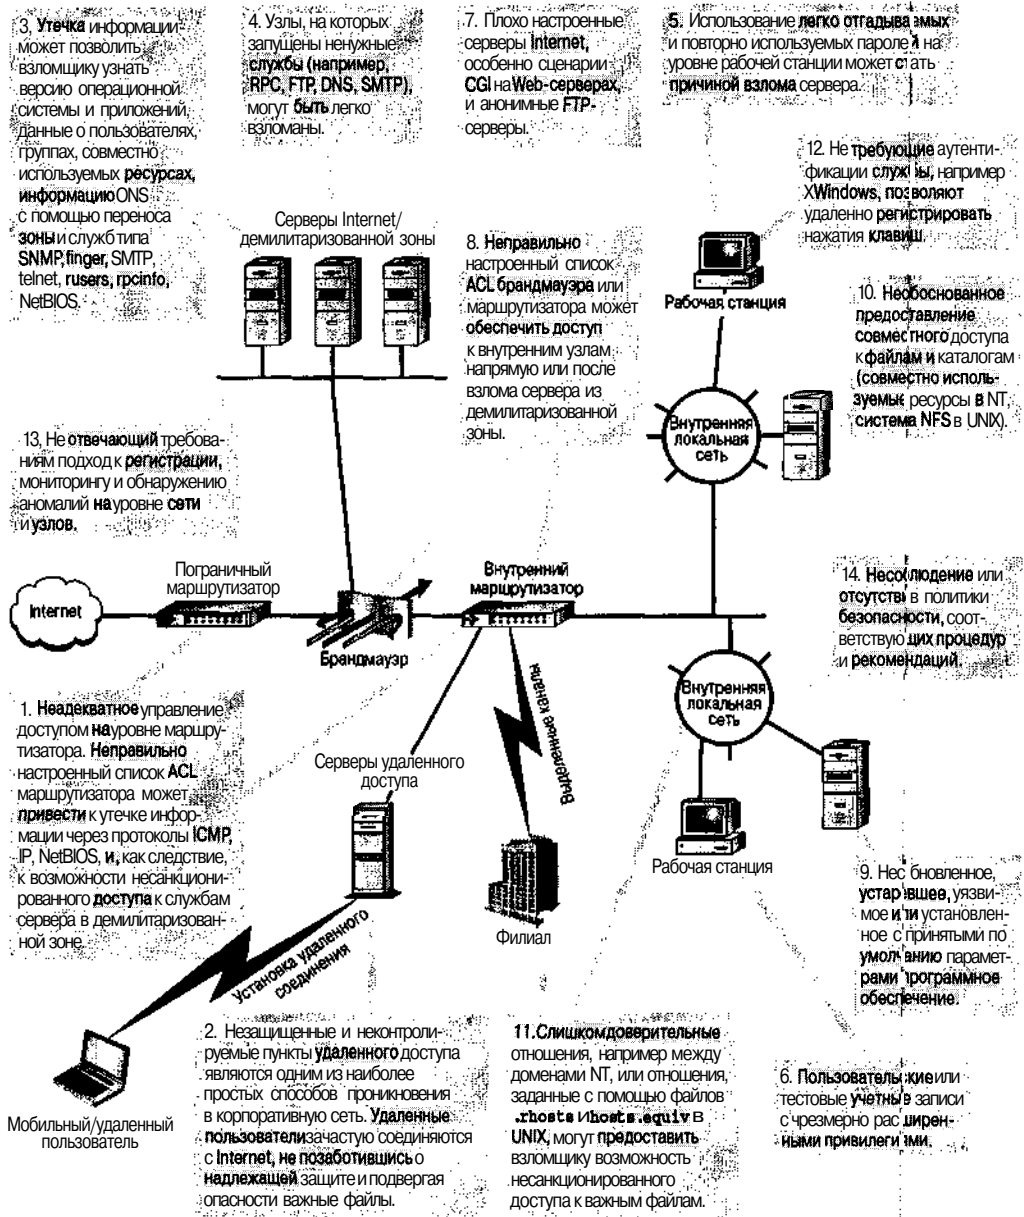 3, Утечка информации
может позволить
взломщику узнать
версию операционной
системы и приложений,
данные о пользователях,
группах, совместно
используемых ресурсах,
информацию ONS
с помощью переноса
зоны и служб типа
SNMP, finger, SMTP,
telnet, rusers, rpcinfo,
NetBIOS.
4. Узлы, на которых
запущены ненужные
службы (например,
RPC, FTP, DNS, SMTP),
могут быть легко
взломаны.
7. Плохо настроенные
серверы Internet,
особенно сценарии
CGI на Web-серверах,
и анонимные FTP-
серверы.
5. Использование легко отгадываемых
и повторно используемых паролей на
уровне рабочей станции может стать
причиной взлома сервера.
12. Не требующие аутенти-
фикации службы, например
XWindows, позволяют
удаленно регистрировать
нажатия клавиш.
Серверы Internet/
демилитаризованной зоны
8. Неправильно
настроенный список
ACL брандмауэра или
маршрутизатора может
обеспечить доступ
к внутренним узлам
напрямую или после
взлома сервера из
демилитаризованной
зоны.
Рабочая станция
10. Необоснованное
предоставление
совместного доступа
к файлам и каталогам
(совместно исполь-
зуемые ресурсы в NT,
система NFS в UNIX).
Внутренняя
локальная
сеть
13, Не отвечающий требова-
ниям подход к регистрации,
мониторингу и обнаружению
аномалий на уровне сети
и узлов.
Internet
Пограничный
маршрутизатор
Брандмауэр
Внутренний
маршрутизатор
14. Несоблюдение или
отсутствие политики
безопасности, соот-
ветствующих процедур
и рекомендаций.
Внутренняя
локальная
сеть
1. Неадекватное управление
доступом на уровне маршру-
тизатора. Неправильно
настроенный список ACL
маршрутизатора может
привести к утечке инфор-
мации через протоколы ICMP,
IP, NetBIOS, и, как следствие,
к возможности несанкциони-
рованного доступа к службам
сервера в демилитаризован-
ной зоне.
Серверы удаленного
доступа
Выделенные каналы
Филиал
Рабочая станция
9. Необновленное,
устаревшее, уязви-
мое или установлен-
ное с принятыми по
умолчанию парамет-
рами программное
обеспечение.
Установка удаленного
соединения
Мобильный/удаленный
пользователь
2. Незащищенные и неконтроли-
руемые пункты удаленного доступа
являются одним из наиболее
простых способов проникновения
в корпоративную сеть. Удаленные
пользователи зачастую соединяются
с Internet, не позаботившись о
надлежащей защите и подвергая
опасности важные файлы.
11. Слишком доверительные
отношения, например между
доменами NT, или отношения,
заданные с помощью файлов
.rhosts и hosts.equiv в
UNIX, могут предоставить
взломщику возможность
несанкционированного
доступа к важным файлам.
6. Пользовательские или
тестовые учетные записи
с чрезмерно расширен-
ными привилегиями.